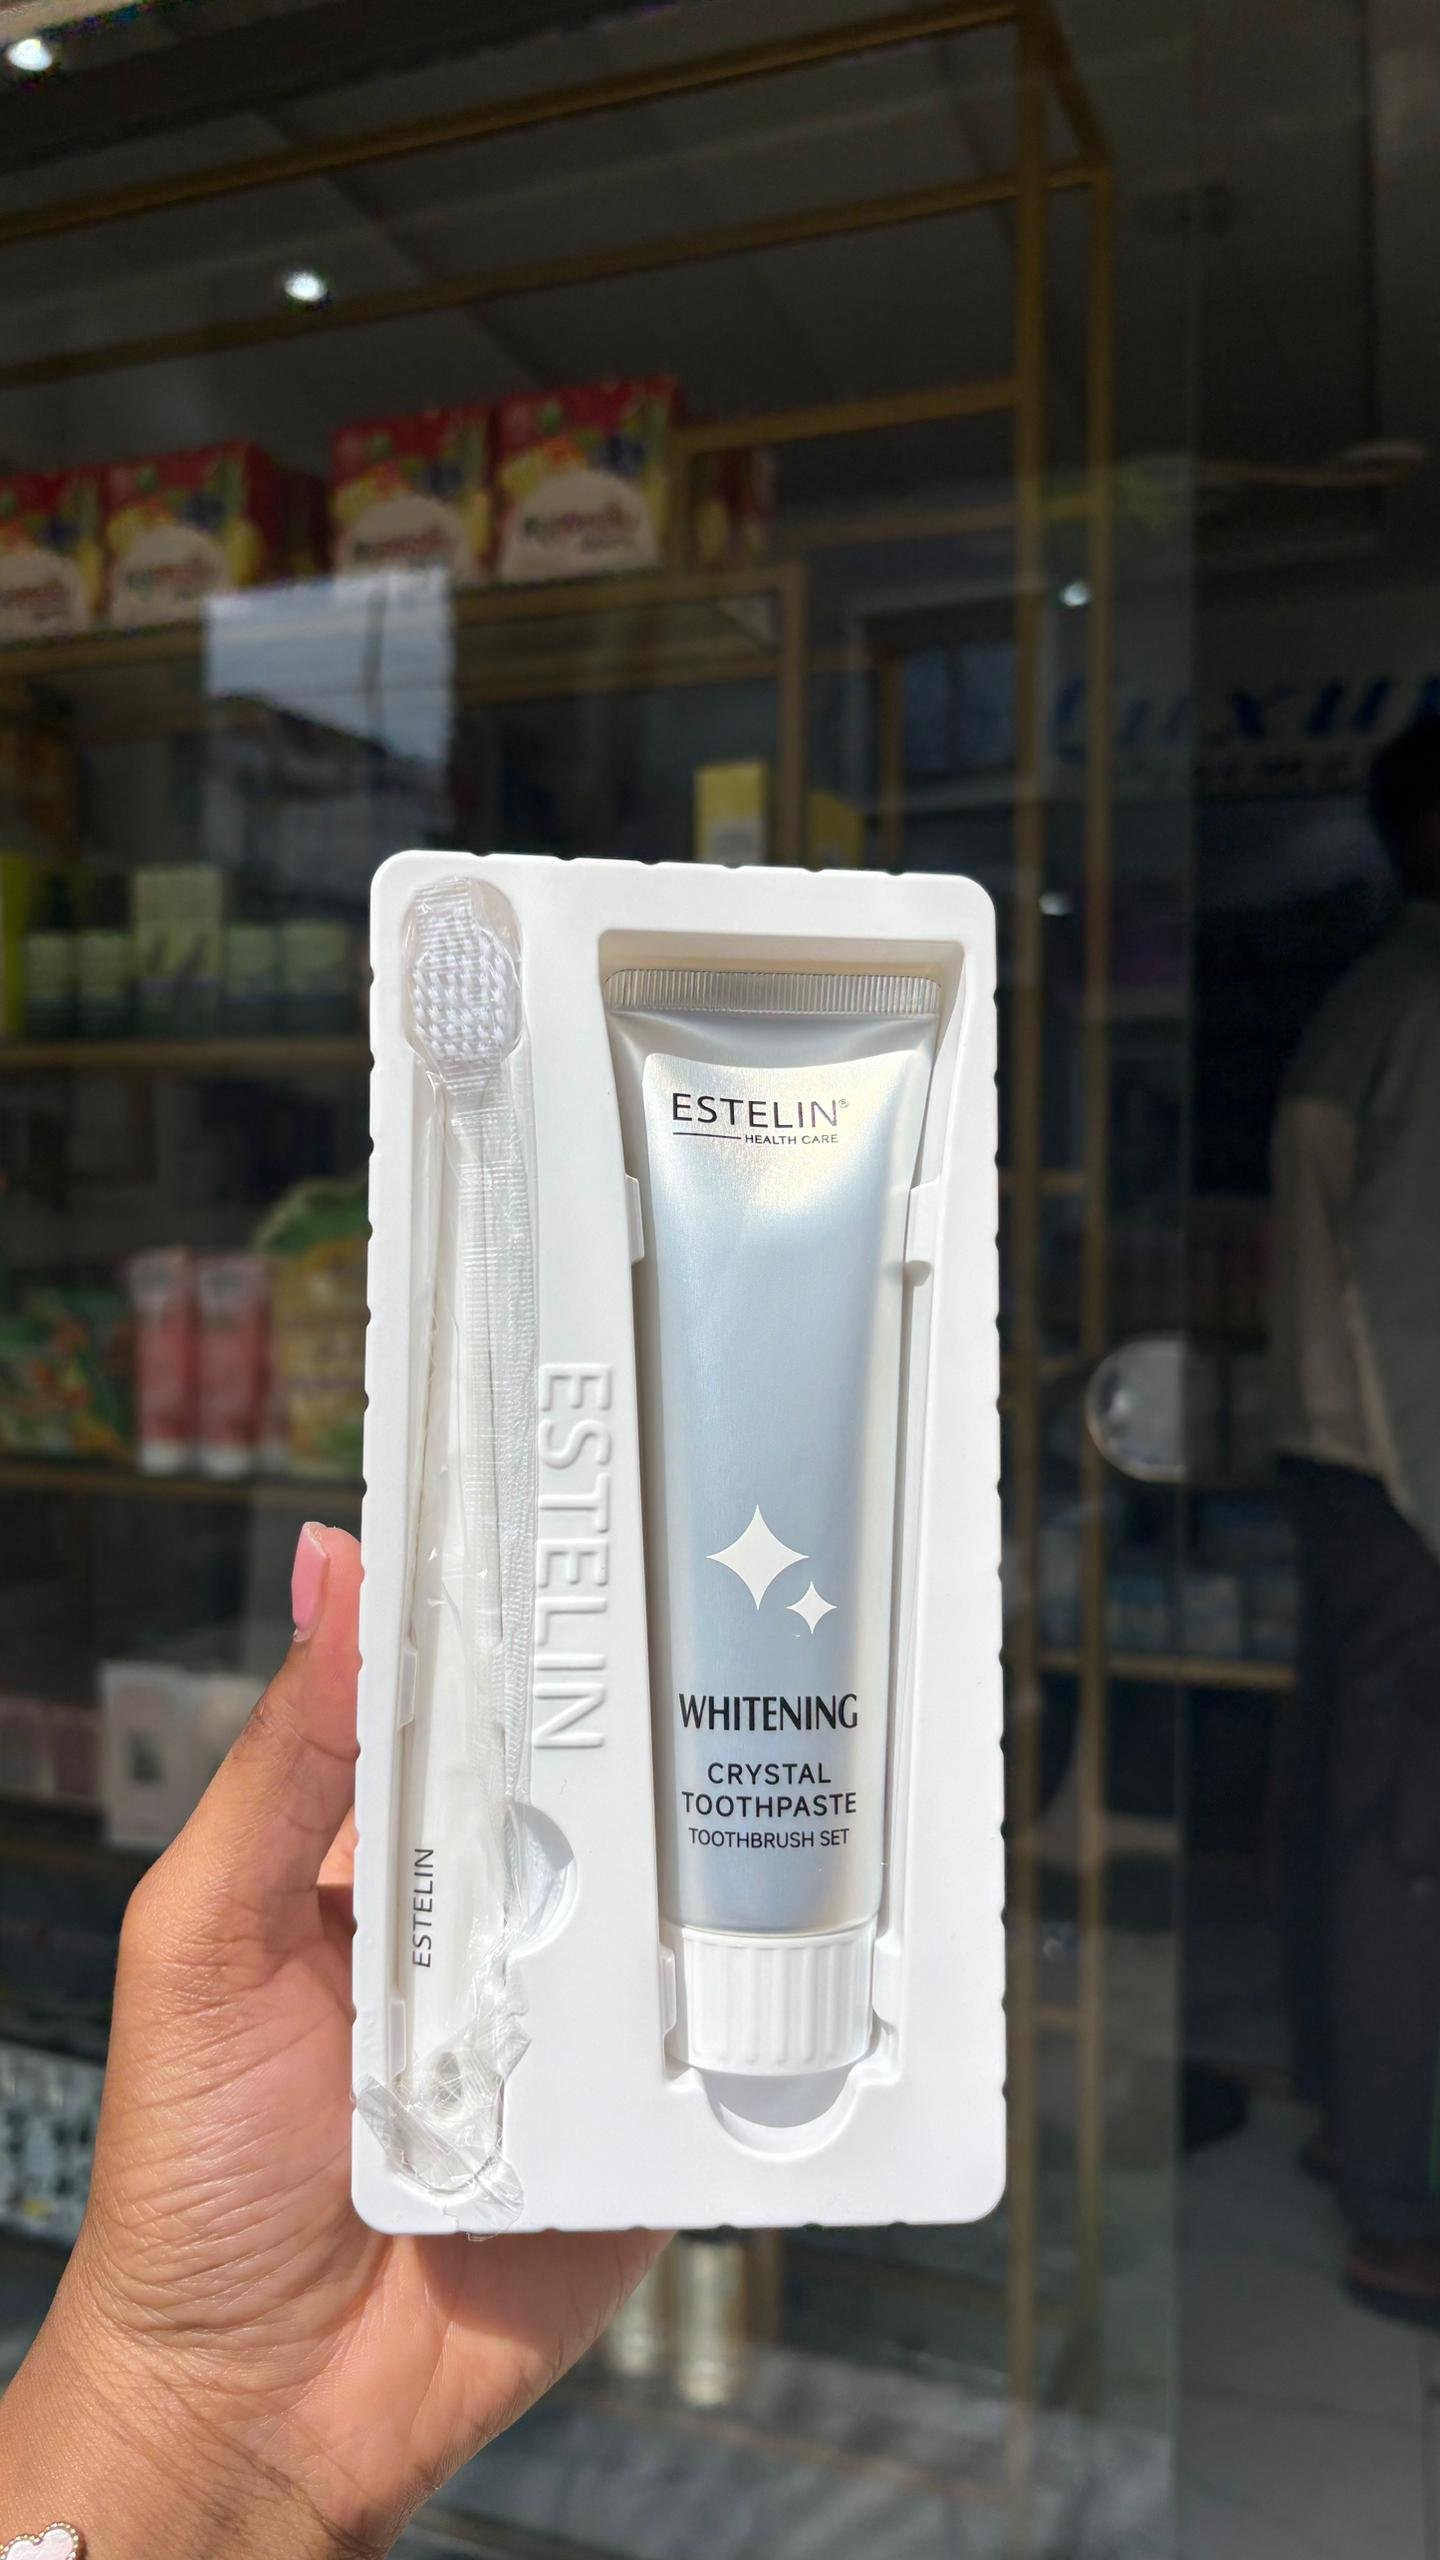 ESTELIN®
HEALTH CARE
WHITENING
CRYSTAL
TOOTHPASTE
TOOTHBRUSH SET
ESTELIN
ESTELIN